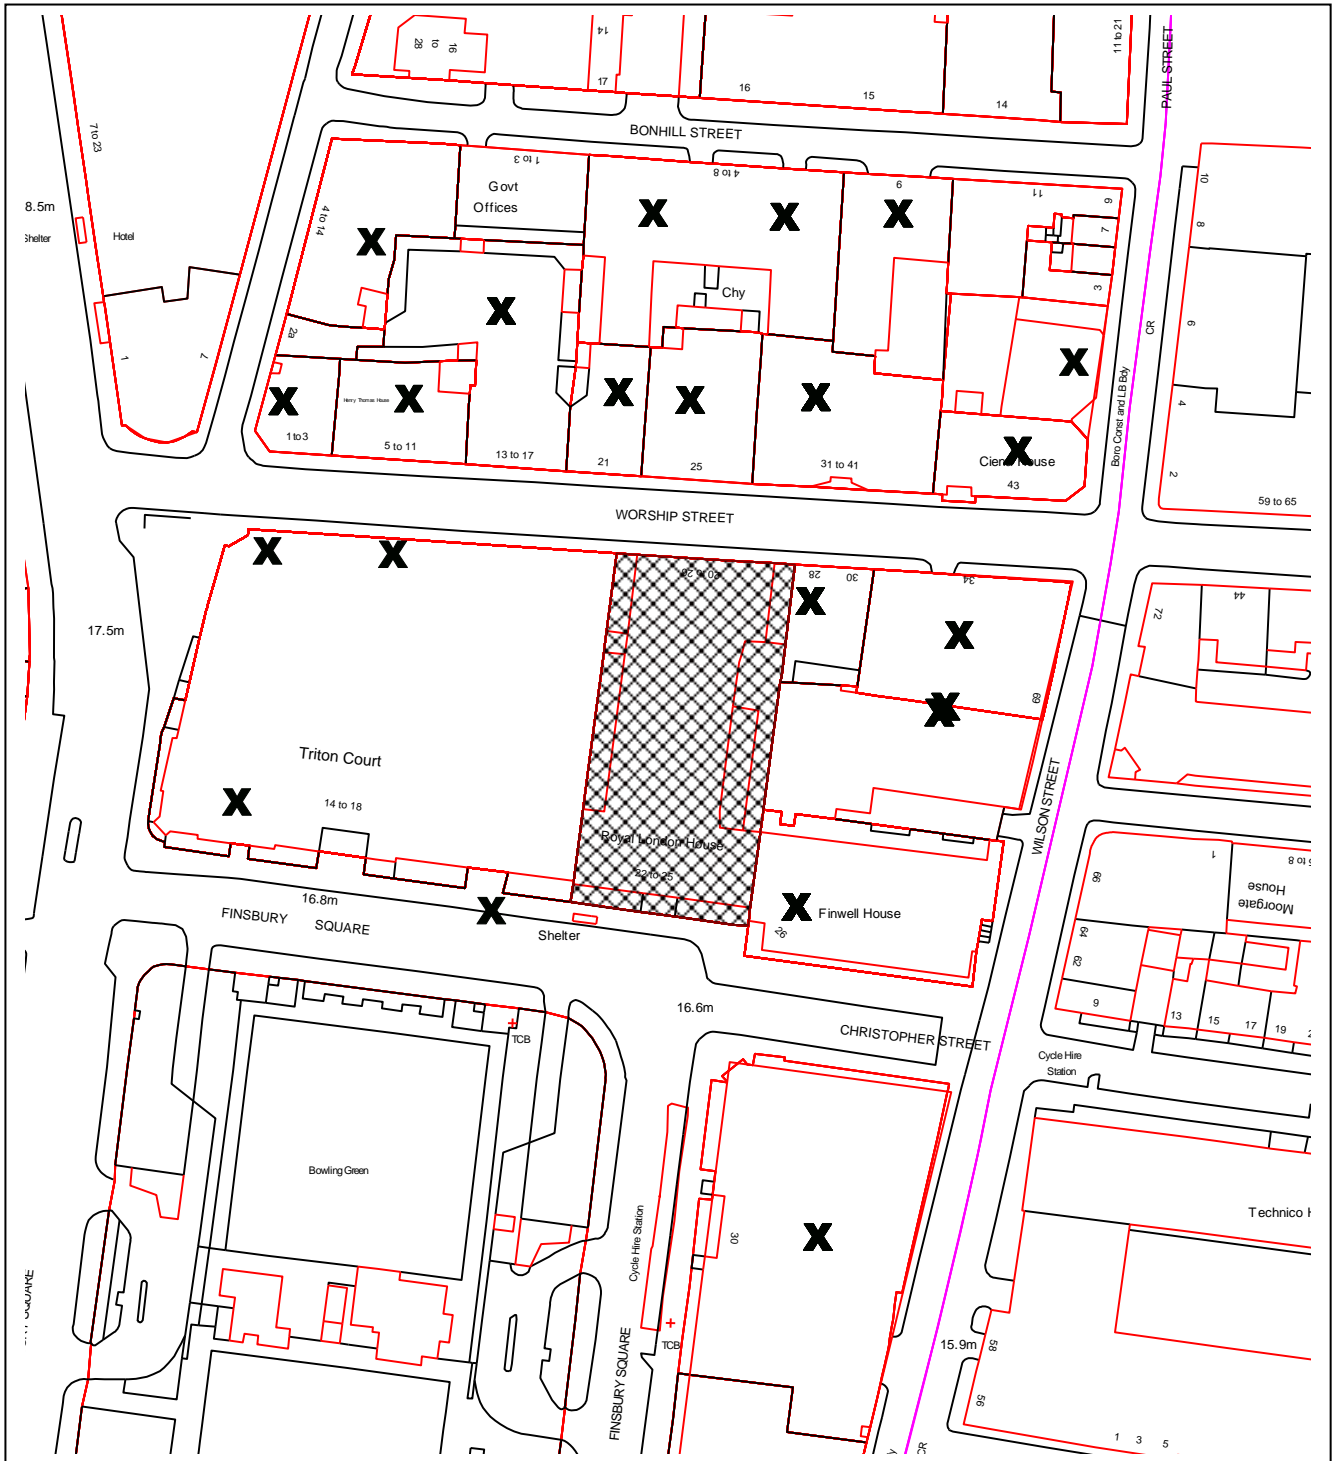 16
to
28
14
17
16
15
14
11 to 21
PAUL STREET
BONHILL STREET
7 to 23
8.5m
Shelter
Hotel
1
7
4 to 14
2a
1 to 3
Govt
Offices
4 to 8
9
11
9
7
3
Chy
10
8
6
4
2
CR
Boro Const and LB Bdy
Henry Thomas House
1 to 3
5 to 11
13 to 17
21
25
31 to 41
43
59 to 65
WORSHIP STREET
17.5m
20 to 26
28
30
34
69
72
44
Triton Court
14 to 18
Royal London House
22 to 25
WILSON STREET
Finwell House
26
16.8m
FINSBURY SQUARE
Shelter
16.6m
CHRISTOPHER STREET
66
64
62
9
1
6 to 8
Moorgate
House
13
15
17
19
Cycle Hire
Station
TCB
Bowling Green
Cycle Hire Station
30
TCB
FINSBURY SQUARE
SQUARE
Technico H
15.9m
58
56
1
3
5
CR